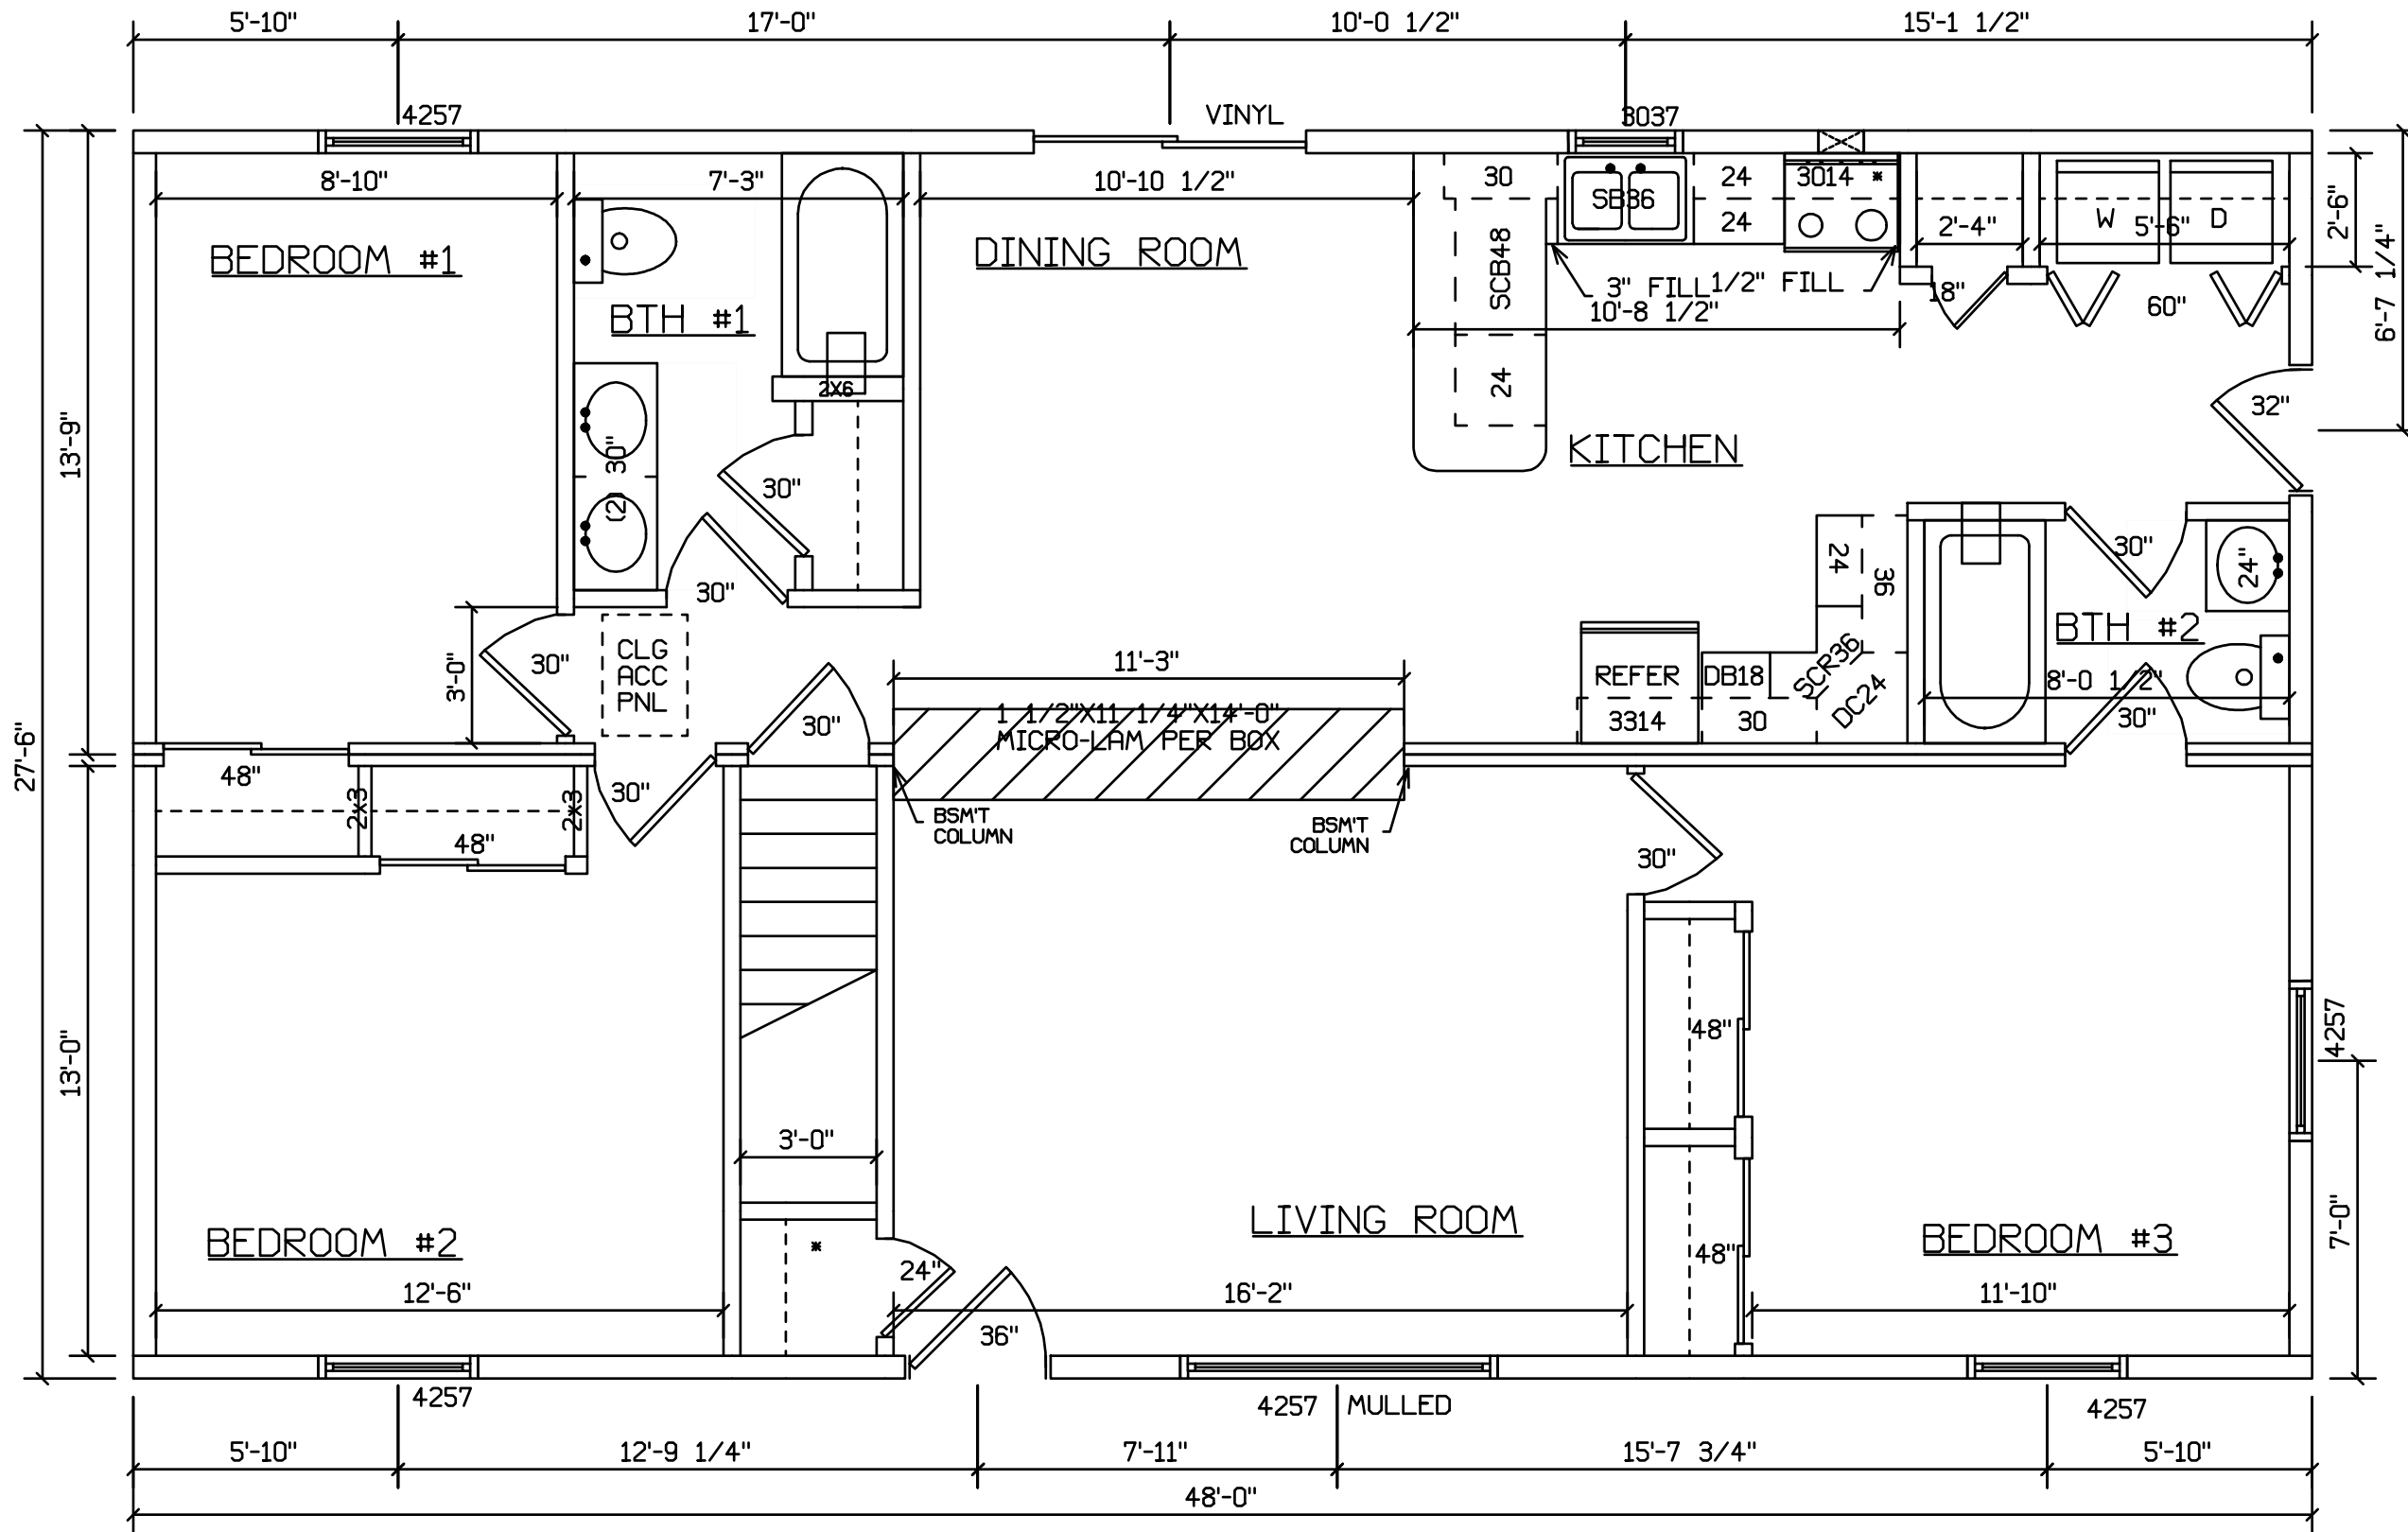 5'-10"
17'-0"
10'-0 1/2"
15'-1 1/2"
4257
VINYL
3037
8'-10"
7'-3"
10'-10 1/2"
30
SB36
24
24
3014 *
2'-4"
W
5'-6"
D
2'-6"
6'-7 1/4"
BEDROOM #1
DINING ROOM
SCB48
3" FILL
1/2" FILL
10'-8 1/2"
18"
60"
BTH #1
2X6
24
32"
13'-9"
(2) 30"
30"
KITCHEN
30"
24
36
30"
24"
BTH #2
3'-0"
30"
CLG
ACC
PNL
11'-3"
REFER
DB18
SCR36
DC24
8'-0 1/2"
30"
1 1/2"X11 1/4"X14'-0"
MICRO-LAM PER BOX
3314
30
30"
27'-6"
48"
2x3
2x3
30"
48"
BSM'T
COLUMN
BSM'T
COLUMN
30"
13'-0"
48"
4257
3'-0"
7'-0"
BEDROOM #2
*
LIVING ROOM
48"
BEDROOM #3
24"
12'-6"
16'-2"
11'-10"
36"
4257
4257 MULLED
4257
5'-10"
12'-9 1/4"
7'-11"
15'-7 3/4"
5'-10"
48'-0"